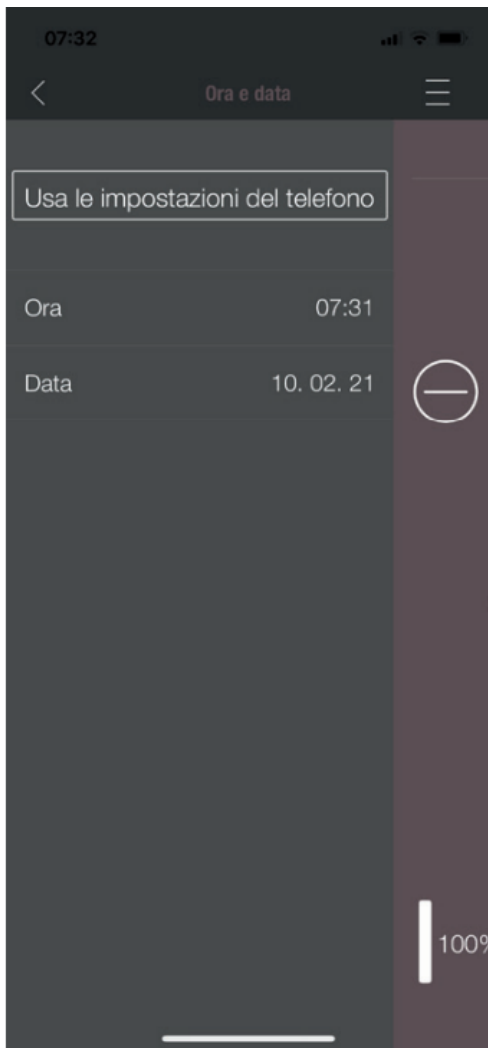 07:32
Ora e data
Usa le impostazioni del telefono
Ora 07:31
Data 10. 02. 21
100%